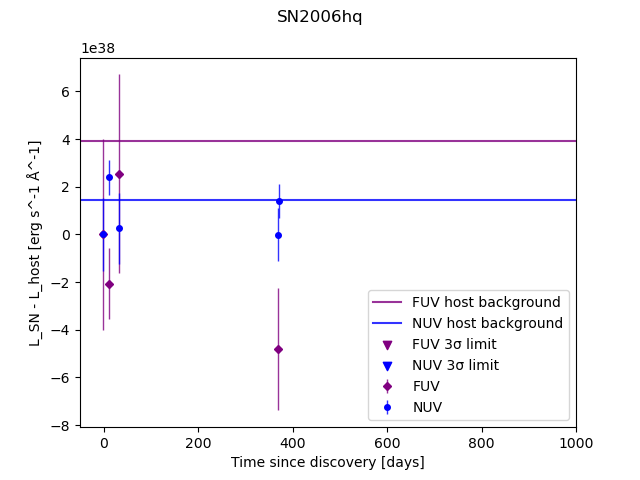 SN2006hq
1e38
L_SN - L_host [erg s^-1 Å^-1]
6
4
2
0
−2
−4
−6
−8
FUV host background
NUV host background
FUV 3σ limit
NUV 3σ limit
FUV
NUV
0 200 400 600 800 1000
Time since discovery [days]